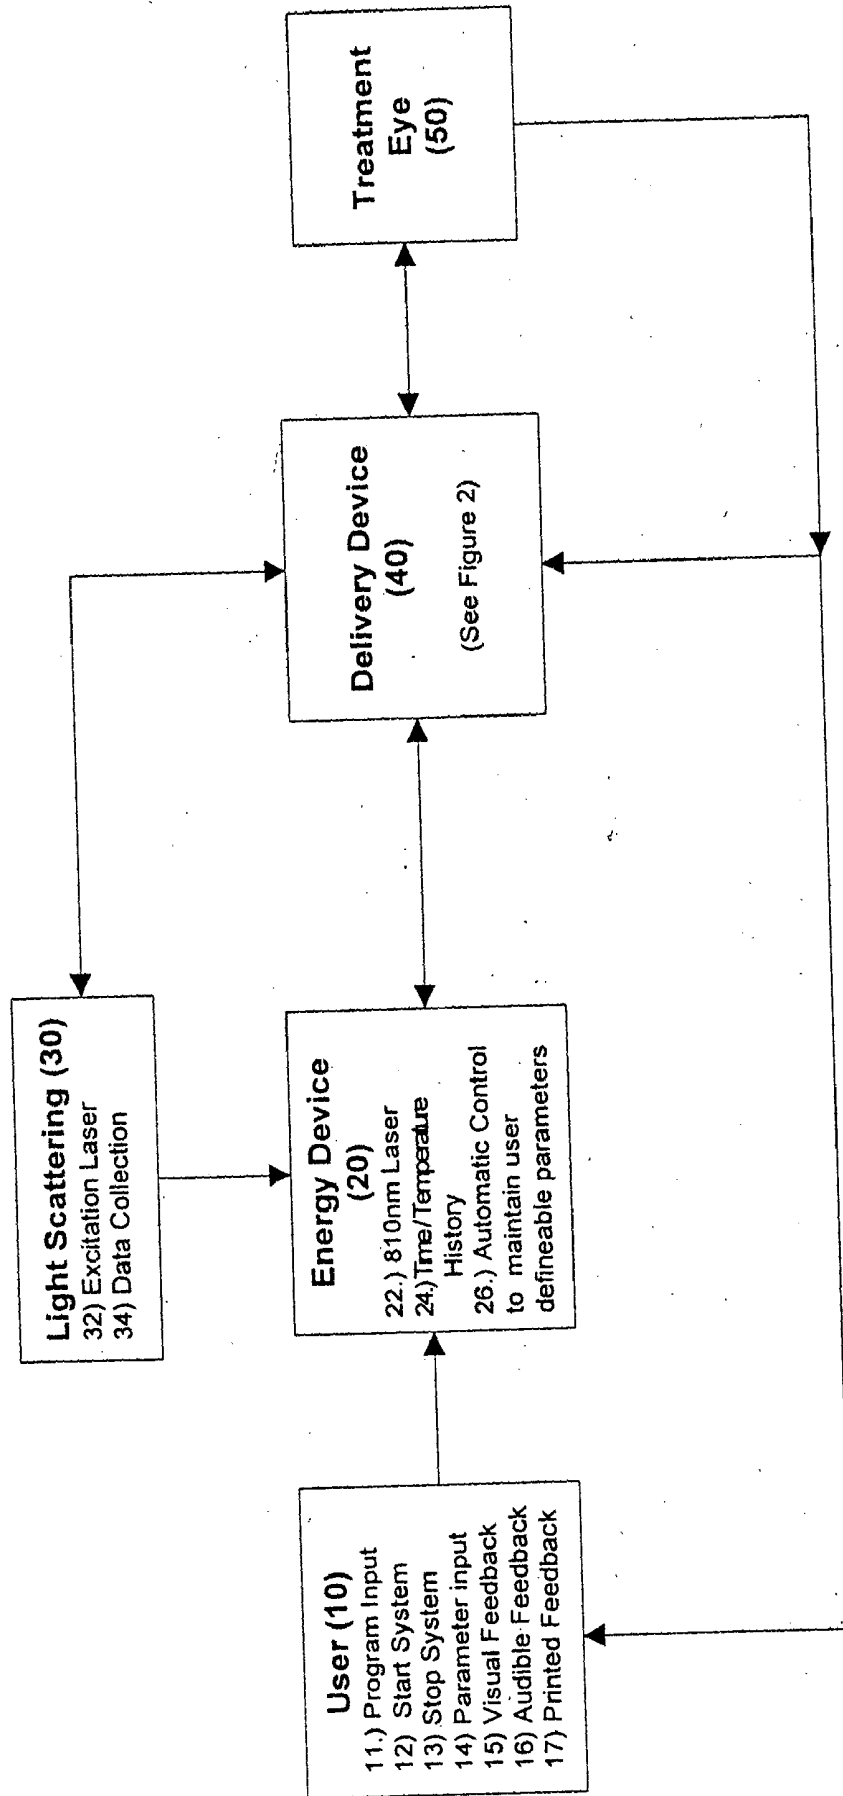 User (10)
11.) Program Input
12) Start System
13) Stop System
14) Parameter input
15) Visual Feedback
16) Audible Feedback
17) Printed Feedback
Light Scattering (30)
32) Excitation Laser
34) Data Collection
Energy Device
(20)
22.) 810nm Laser
24.) Time/Temperature
History
26.) Automatic Control
to maintain user
defineable parameters
Delivery Device
(40)
(See Figure 2)
Treatment
Eye
(50)